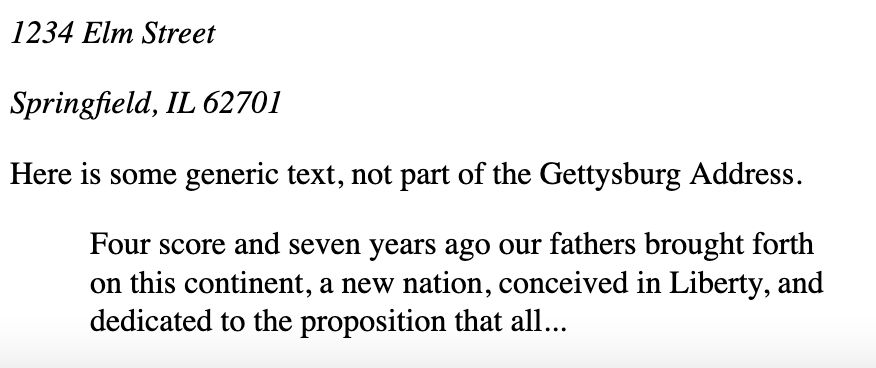 1234 Elm Street
Springfield, IL 62701
Here is some generic text, not part of the Gettysburg Address.
Four score and seven years ago our fathers brought forth
on this continent, a new nation, conceived in Liberty, and
dedicated to the proposition that all...